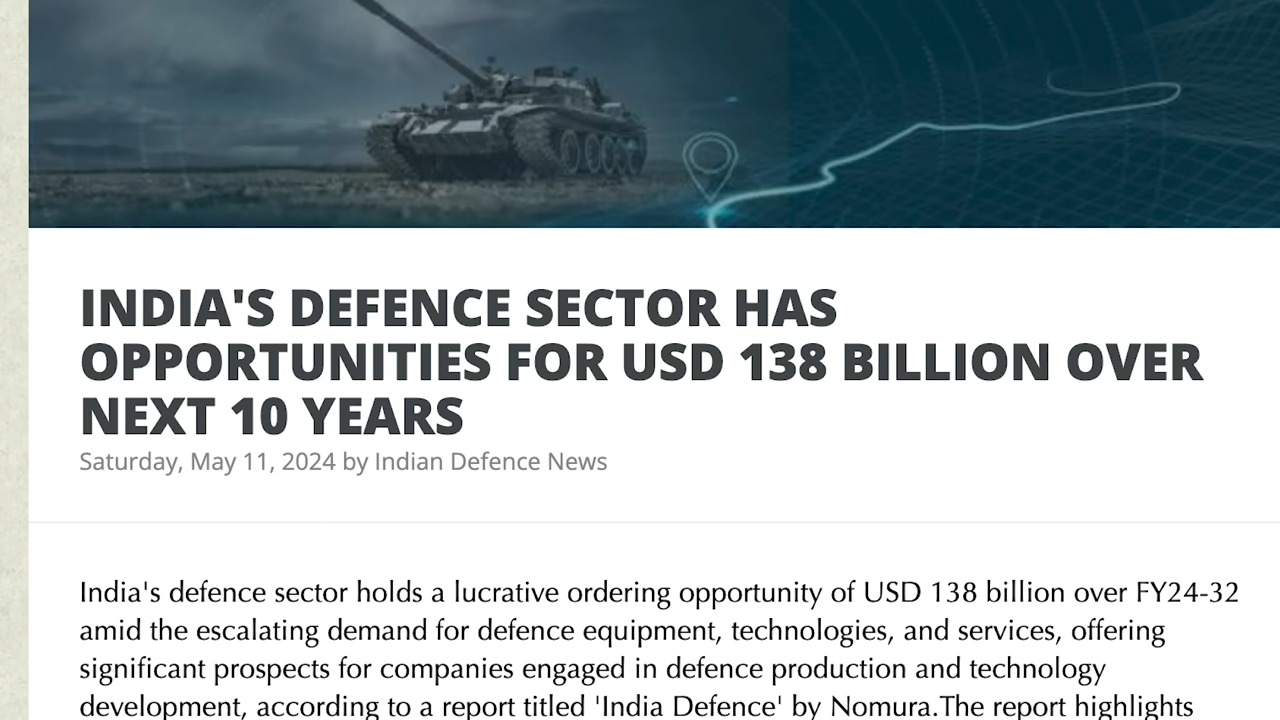 INDIA'S DEFENCE SECTOR HAS
OPPORTUNITIES FOR USD 138 BILLION OVER
NEXT 10 YEARS
Saturday, May 11, 2024 by Indian Defence News
India's defence sector holds a lucrative ordering opportunity of USD 138 billion over FY24-32
amid the escalating demand for defence equipment, technologies, and services, offering
significant prospects for companies engaged in defence production and technology
development, according to a report titled 'India Defence' by Nomura.The report highlights